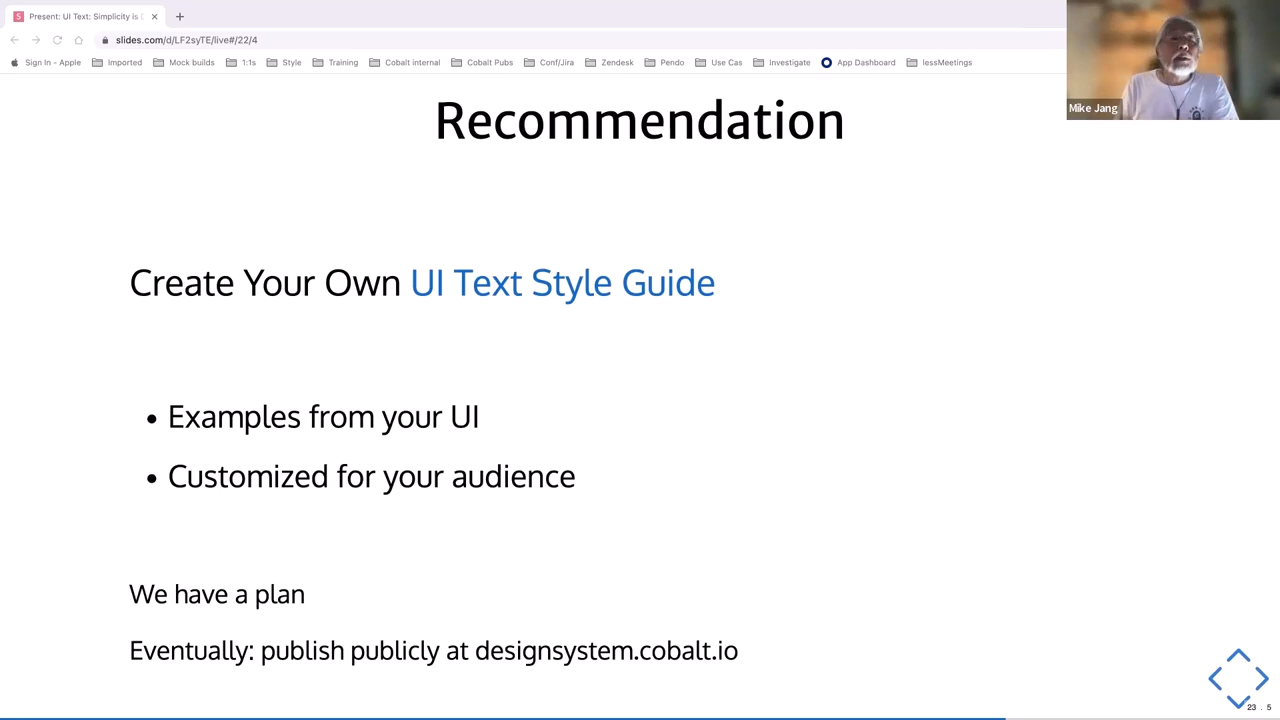 Present: UI Text: Simplicity is
slides.com/d/LF2syTE/live#/22/4
Sign In - Apple Imported Mock builds 1:1s Style Training Cobalt internal Cobalt Pubs Conf/Jira Zendesk Pendo Use Cas Investigate App Dashboard lessMeetings
Mike Jang
Recommendation
Create Your Own UI Text Style Guide
• Examples from your UI
• Customized for your audience
We have a plan
Eventually: publish publicly at designsystem.cobalt.io
23 . 5